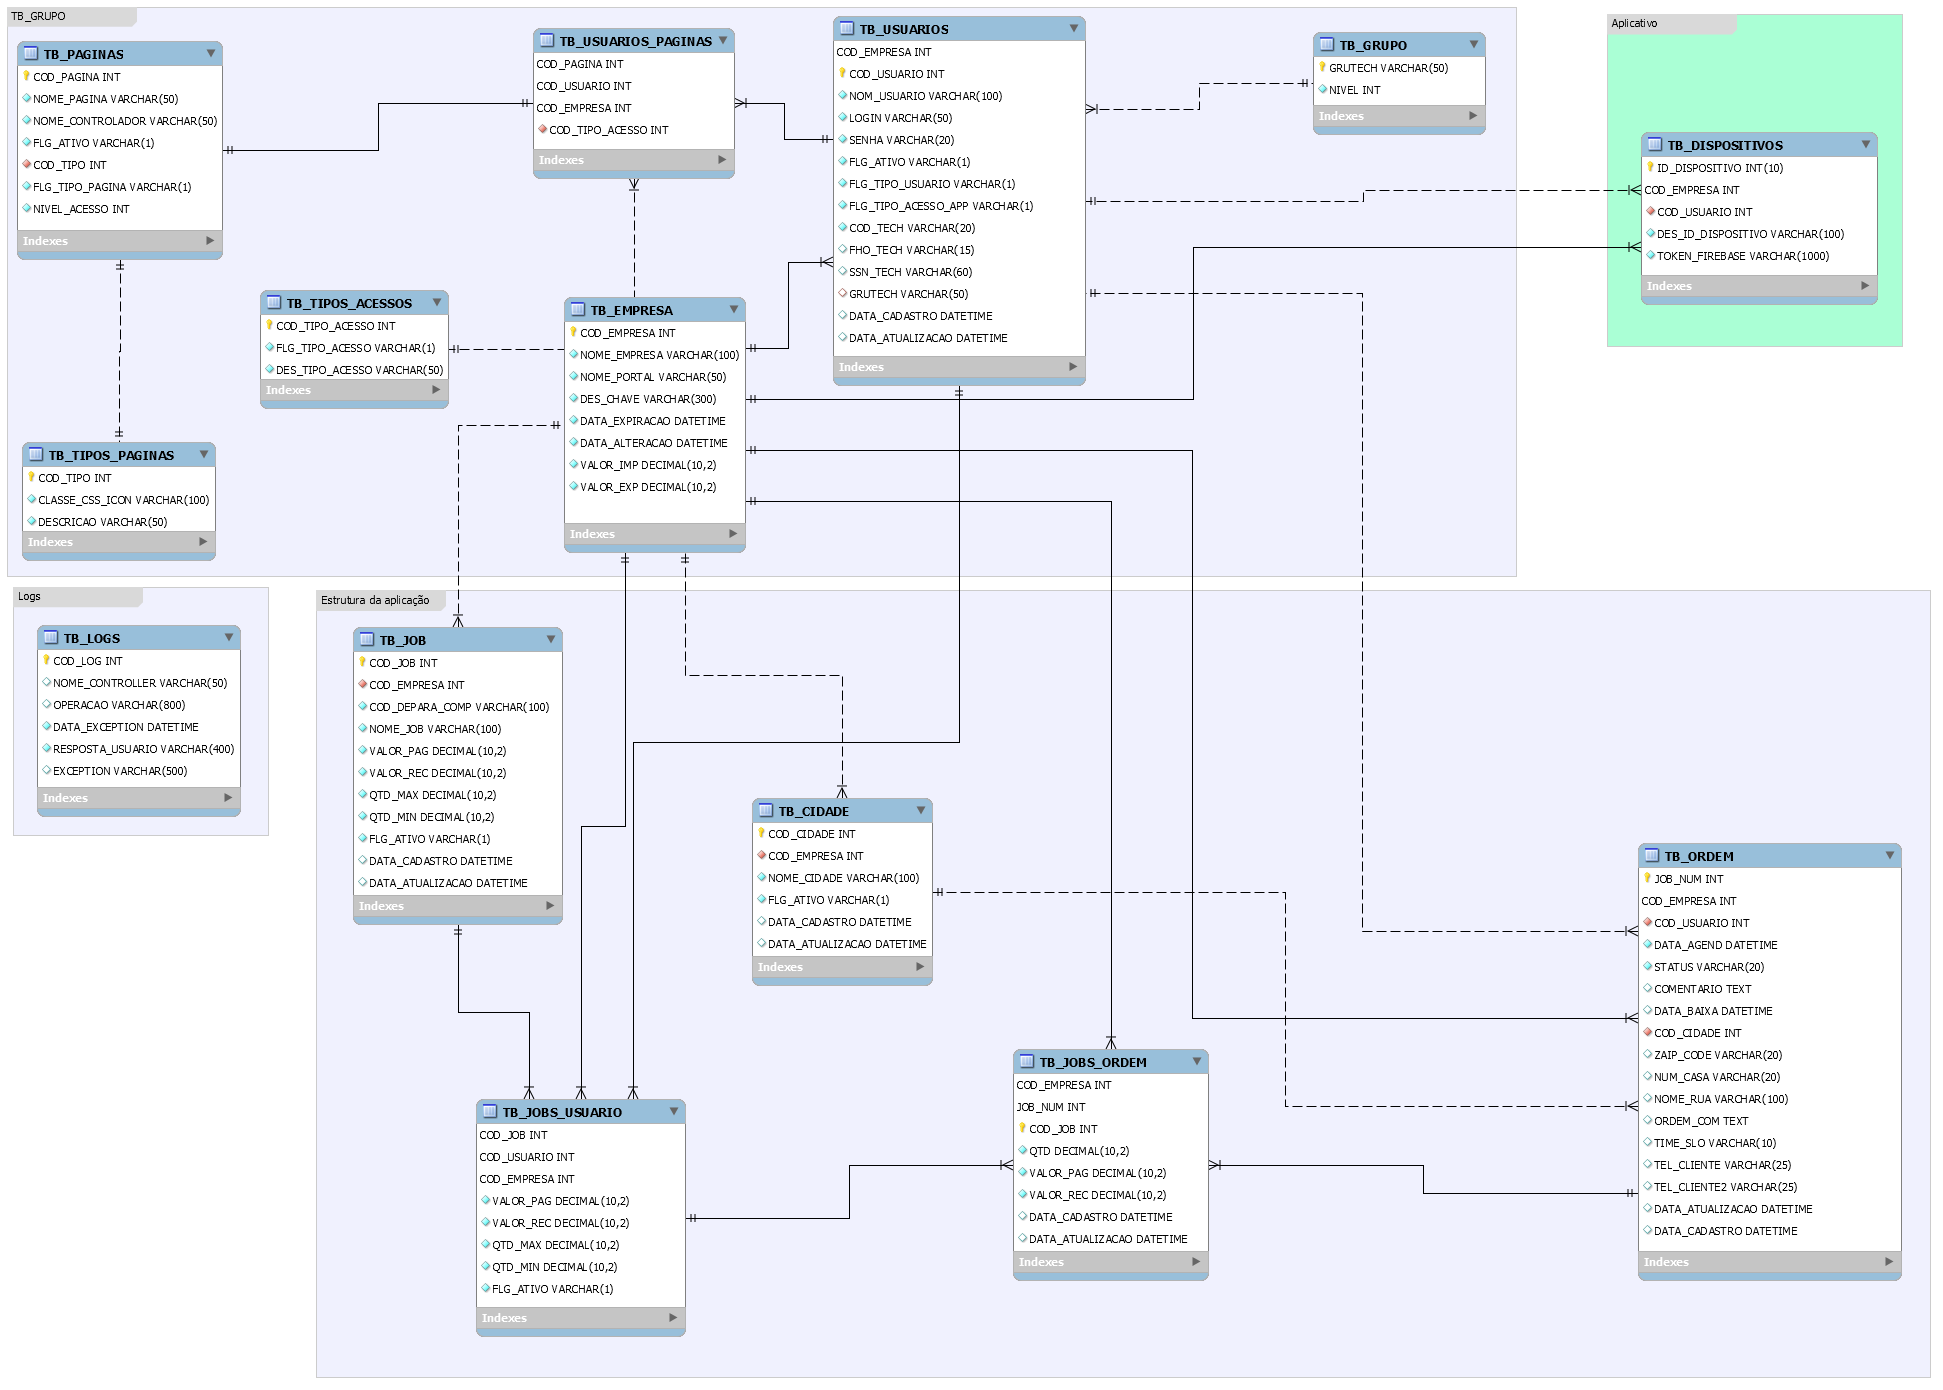 TB_GRUPO
TB_PAGINAS
COD_PAGINA INT
NOME_PAGINA VARCHAR(50)
NOME_CONTROLADOR VARCHAR(50)
FLG_ATIVO VARCHAR(1)
COD_TIPO INT
FLG_TIPO_PAGINA VARCHAR(1)
NIVEL_ACESSO INT
Indexes
TB_USUARIOS_PAGINAS
COD_PAGINA INT
COD_USUARIO INT
COD_EMPRESA INT
COD_TIPO_ACESSO INT
Indexes
TB_USUARIOS
COD_EMPRESA INT
COD_USUARIO INT
NOM_USUARIO VARCHAR(100)
LOGIN VARCHAR(50)
SENHA VARCHAR(20)
FLG_ATIVO VARCHAR(1)
FLG_TIPO_USUARIO VARCHAR(1)
FLG_TIPO_ACESSO_APP VARCHAR(1)
COD_TECH VARCHAR(20)
FHO_TECH VARCHAR(15)
SSN_TECH VARCHAR(60)
GRUTECH VARCHAR(50)
DATA_CADASTRO DATETIME
DATA_ATUALIZACAO DATETIME
Indexes
TB_GRUPO
GRUTECH VARCHAR(50)
NIVEL INT
Indexes
Aplicativo
TB_DISPOSITIVOS
ID_DISPOSITIVO INT(10)
COD_EMPRESA INT
COD_USUARIO INT
DES_ID_DISPOSITIVO VARCHAR(100)
TOKEN_FIREBASE VARCHAR(1000)
Indexes
TB_TIPOS_ACESSOS
COD_TIPO_ACESSO INT
FLG_TIPO_ACESSO VARCHAR(1)
DES_TIPO_ACESSO VARCHAR(50)
Indexes
TB_EMPRESA
COD_EMPRESA INT
NOME_EMPRESA VARCHAR(100)
NOME_PORTAL VARCHAR(50)
DES_CHAVE VARCHAR(300)
DATA_EXPIRACAO DATETIME
DATA_ALTERACAO DATETIME
VALOR_IMP DECIMAL(10,2)
VALOR_EXP DECIMAL(10,2)
Indexes
TB_TIPOS_PAGINAS
COD_TIPO INT
CLASSE_CSS_ICON VARCHAR(100)
DESCRICAO VARCHAR(50)
Indexes
Logs
TB_LOGS
COD_LOG INT
NOME_CONTROLLER VARCHAR(50)
OPERACAO VARCHAR(800)
DATA_EXCEPTION DATETIME
RESPOSTA_USUARIO VARCHAR(400)
EXCEPTION VARCHAR(500)
Indexes
Estrutura da aplicação
TB_JOB
COD_JOB INT
COD_EMPRESA INT
COD_DEPARA_COMP VARCHAR(100)
NOME_JOB VARCHAR(100)
VALOR_PAG DECIMAL(10,2)
VALOR_REC DECIMAL(10,2)
QTD_MAX DECIMAL(10,2)
QTD_MIN DECIMAL(10,2)
FLG_ATIVO VARCHAR(1)
DATA_CADASTRO DATETIME
DATA_ATUALIZACAO DATETIME
Indexes
TB_CIDADE
COD_CIDADE INT
COD_EMPRESA INT
NOME_CIDADE VARCHAR(100)
FLG_ATIVO VARCHAR(1)
DATA_CADASTRO DATETIME
DATA_ATUALIZACAO DATETIME
Indexes
TB_ORDEM
JOB_NUM INT
COD_EMPRESA INT
COD_USUARIO INT
DATA_AGEND DATETIME
STATUS VARCHAR(20)
COMENTARIO TEXT
DATA_BAIXA DATETIME
COD_CIDADE INT
ZAIP_CODE VARCHAR(20)
NUM_CASA VARCHAR(20)
NOME_RUA VARCHAR(100)
ORDEM_COM TEXT
TIME_SLO VARCHAR(10)
TEL_CLIENTE VARCHAR(25)
TEL_CLIENTE2 VARCHAR(25)
DATA_ATUALIZACAO DATETIME
DATA_CADASTRO DATETIME
Indexes
TB_JOBS_ORDEM
COD_EMPRESA INT
JOB_NUM INT
COD_JOB INT
QTD DECIMAL(10,2)
VALOR_PAG DECIMAL(10,2)
VALOR_REC DECIMAL(10,2)
DATA_CADASTRO DATETIME
DATA_ATUALIZACAO DATETIME
Indexes
TB_JOBS_USUARIO
COD_JOB INT
COD_USUARIO INT
COD_EMPRESA INT
VALOR_PAG DECIMAL(10,2)
VALOR_REC DECIMAL(10,2)
QTD_MAX DECIMAL(10,2)
QTD_MIN DECIMAL(10,2)
FLG_ATIVO VARCHAR(1)
Indexes